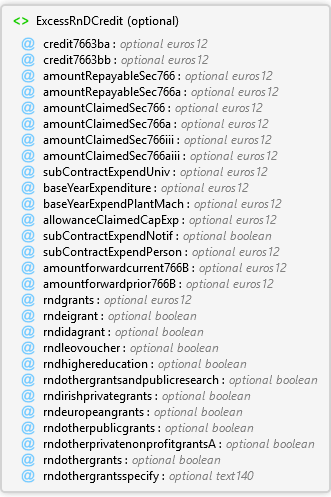 <> ExcessRnDCredit (optional)
@ credit7663ba : optional euros12
@ credit7663bb : optional euros12
@ amountRepayableSec766 : optional euros12
@ amountRepayableSec766a : optional euros12
@ amountClaimedSec766 : optional euros12
@ amountClaimedSec766a : optional euros12
@ amountClaimedSec766iii : optional euros12
@ amountClaimedSec766aiii : optional euros12
@ subContractExpendUniv : optional euros12
@ baseYearExpenditure : optional euros12
@ baseYearExpendPlantMach : optional euros12
@ allowanceClaimedCapExp : optional euros12
@ subContractExpendNotif : optional boolean
@ subContractExpendPerson : optional euros12
@ amountforwardcurrent766B : optional euros12
@ amountforwardprior766B : optional euros12
@ rndgrants : optional euros12
@ rndeigrant : optional boolean
@ rndidagrant : optional boolean
@ rndleovoucher : optional boolean
@ rndhighereducation : optional boolean
@ rndothergrantsandpublicresearch : optional boolean
@ rndirishprivategrants : optional boolean
@ rndeuropeangrants : optional boolean
@ rndotherpublicgrants : optional boolean
@ rndotherprivatenonprofitgrantsA : optional boolean
@ rndothergrants : optional boolean
@ rndothergrantsspecify : optional text140